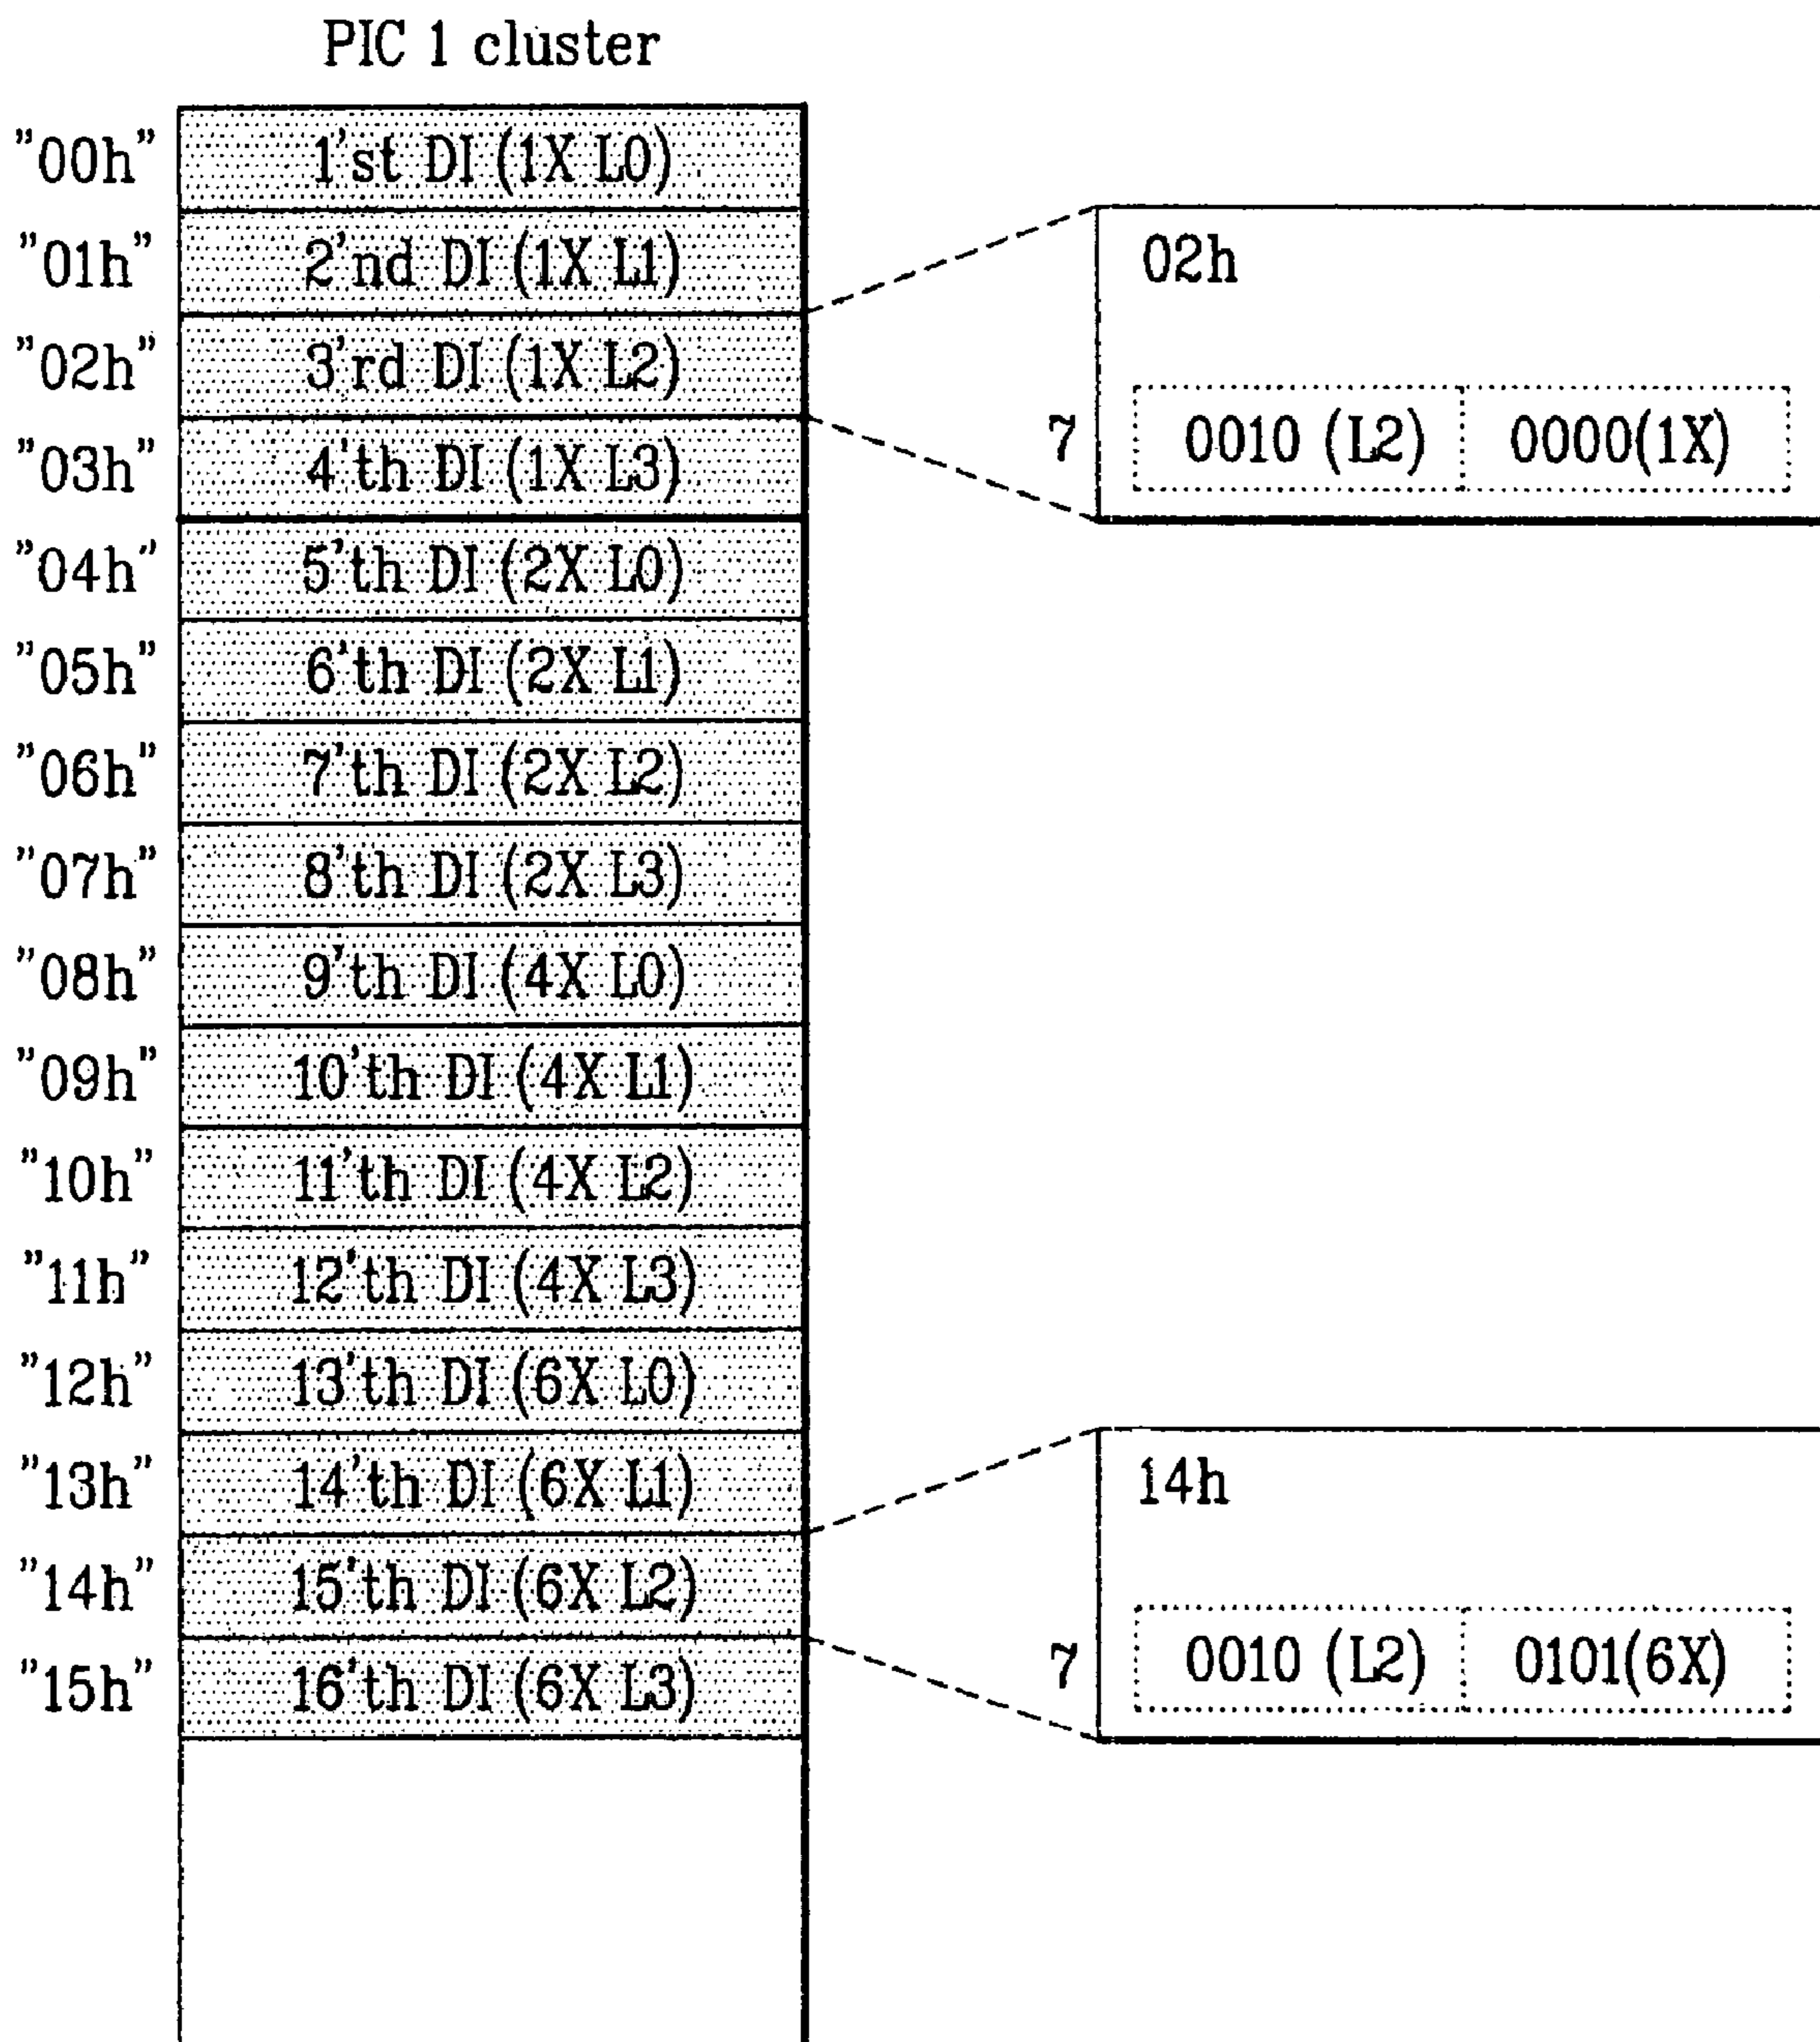 PIC 1 cluster
"00h" 1'st DI (1X L0)
"01h" 2'nd DI (1X L1)
"02h" 3'rd DI (1X L2)
"03h" 4'th DI (1X L3)
"04h" 5'th DI (2X L0)
"05h" 6'th DI (2X L1)
"06h" 7'th DI (2X L2)
"07h" 8'th DI (2X L3)
"08h" 9'th DI (4X L0)
"09h" 10'th DI (4X L1)
"10h" 11'th DI (4X L2)
"11h" 12'th DI (4X L3)
"12h" 13'th DI (6X L0)
"13h" 14'th DI (6X L1)
"14h" 15'th DI (6X L2)
"15h" 16'th DI (6X L3)
02h
7 0010 (L2) 0000(1X)
14h
7 0010 (L2) 0101(6X)